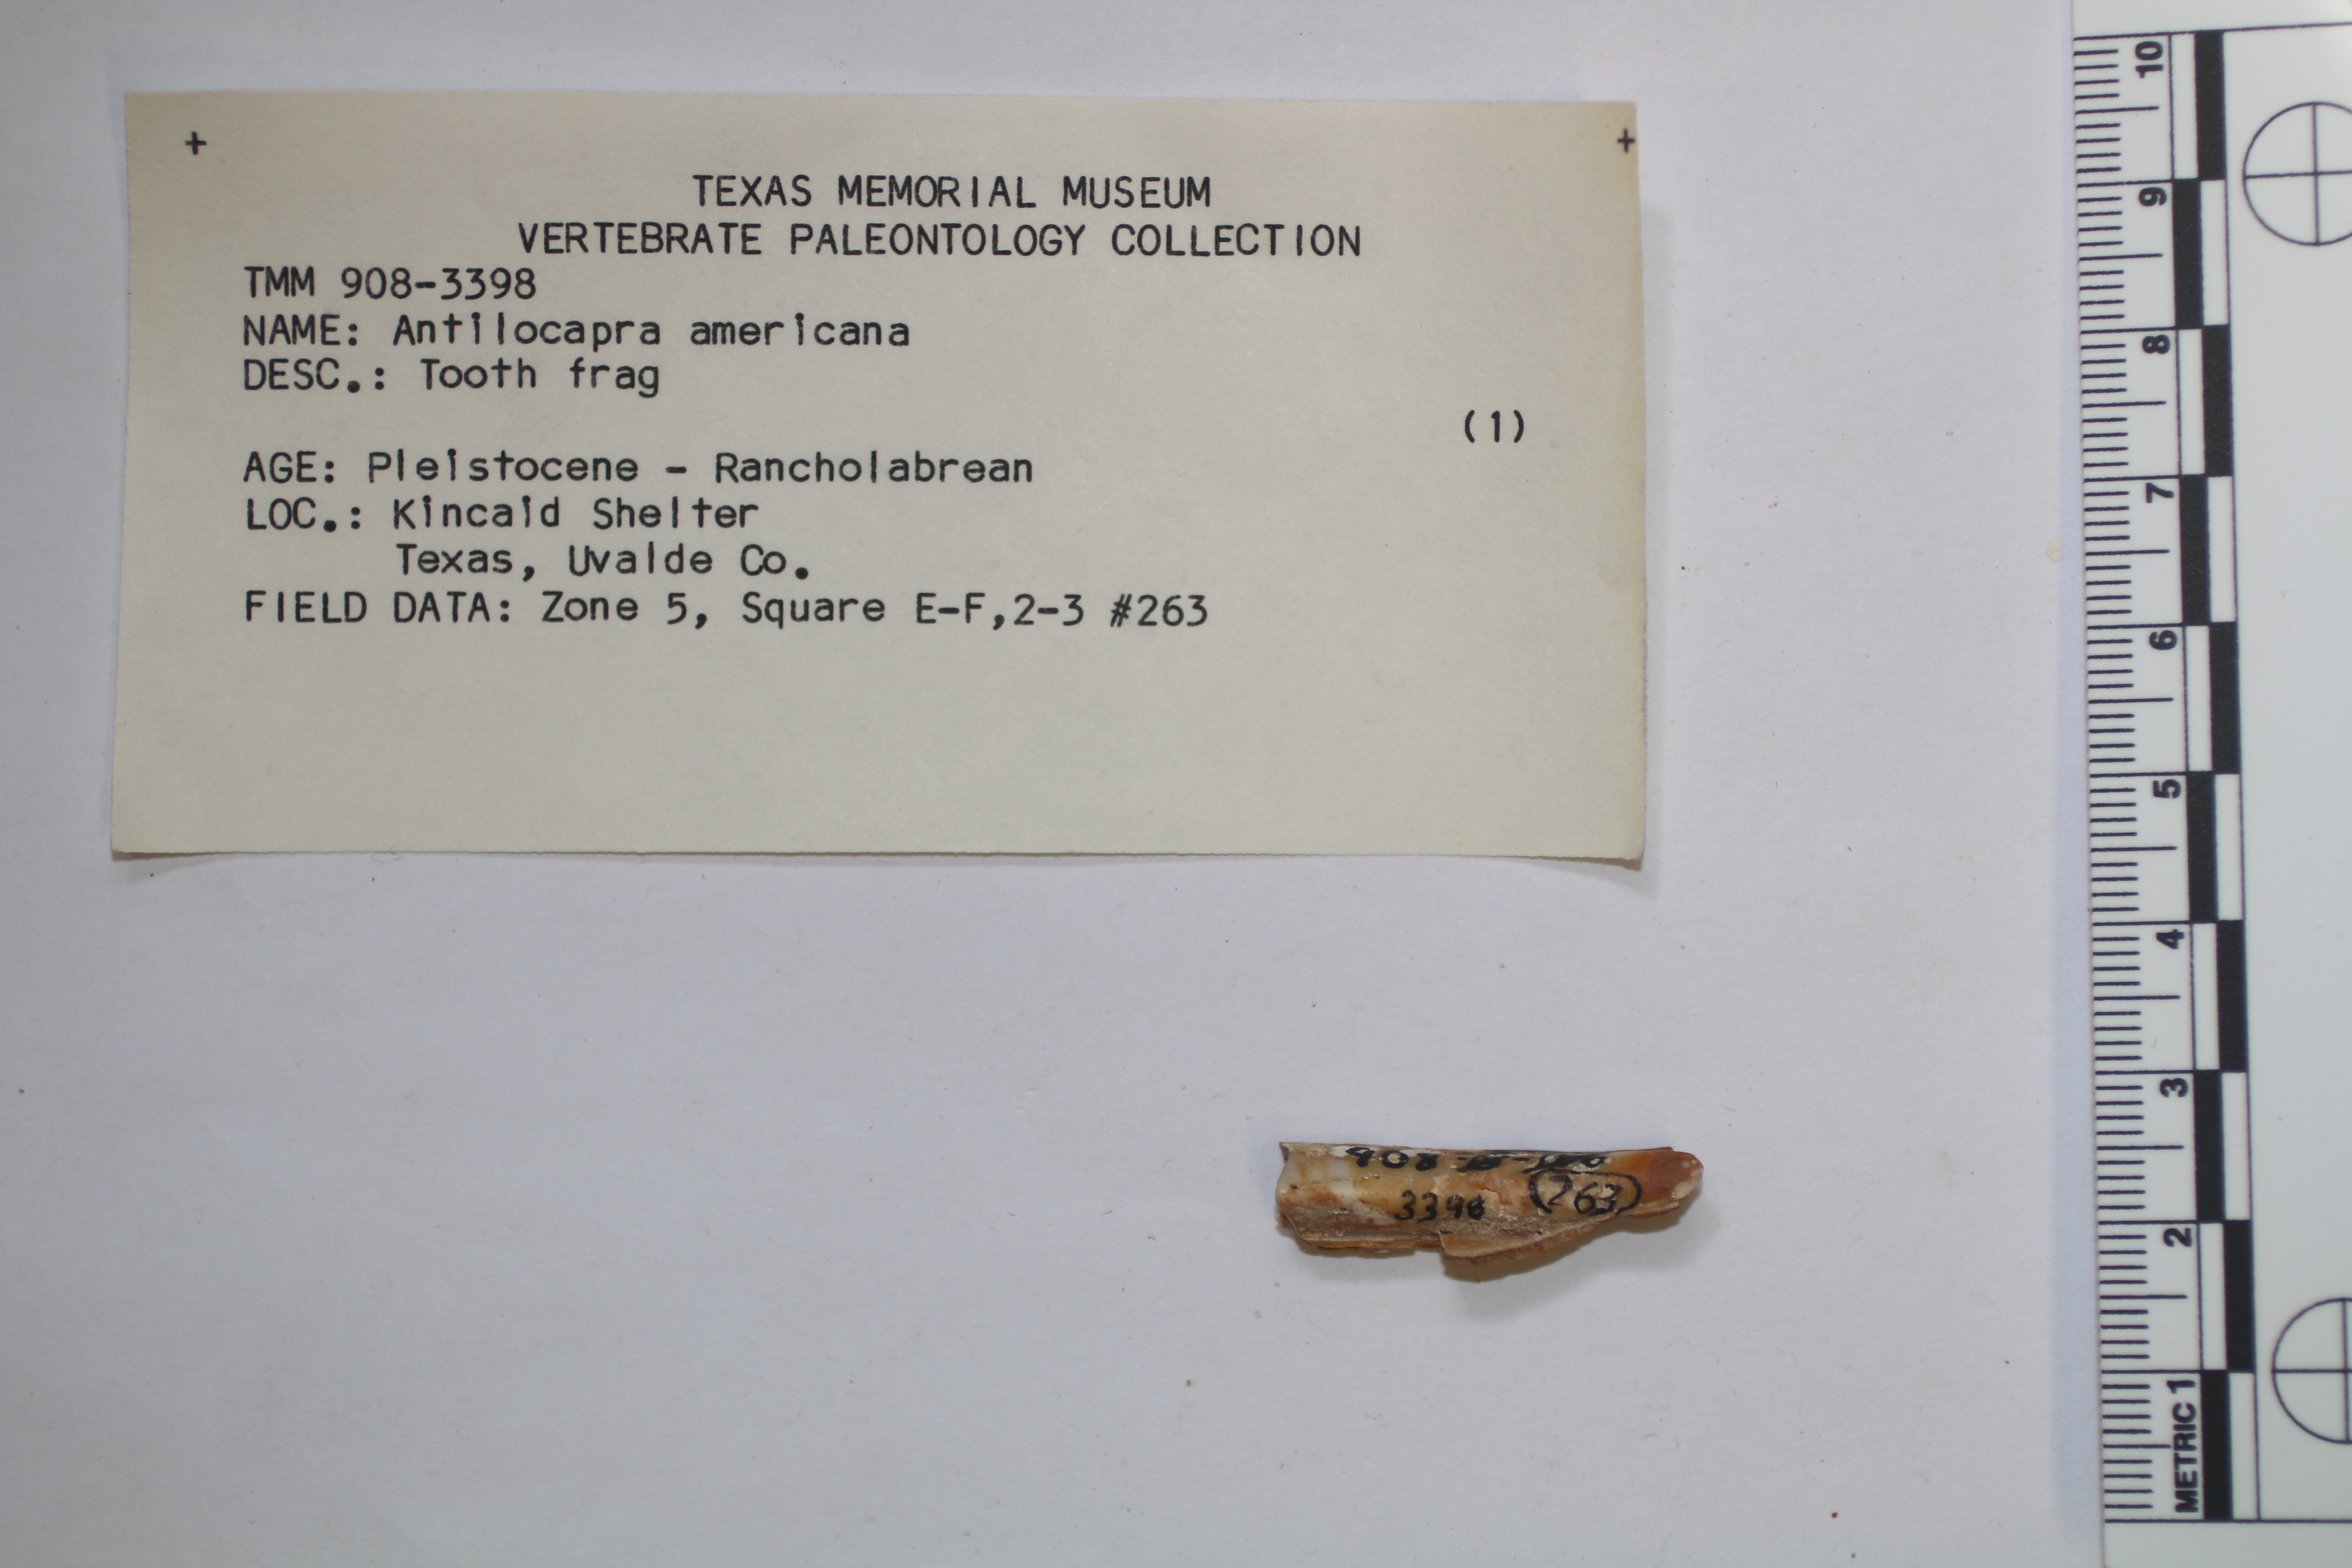 + +
TEXAS MEMORIAL MUSEUM
VERTEBRATE PALEONTOLOGY COLLECTION
TMM 908-3398
NAME: Antilocapra americana
DESC.: Tooth frag
(1)
AGE: Pleistocene - Rancholabrean
LOC.: Kincaid Shelter
Texas, Uvalde Co.
FIELD DATA: Zone 5, Square E-F,2-3 #263
908
3398 (263)
METRIC 1 2 3 4 5 6 7 8 9 10